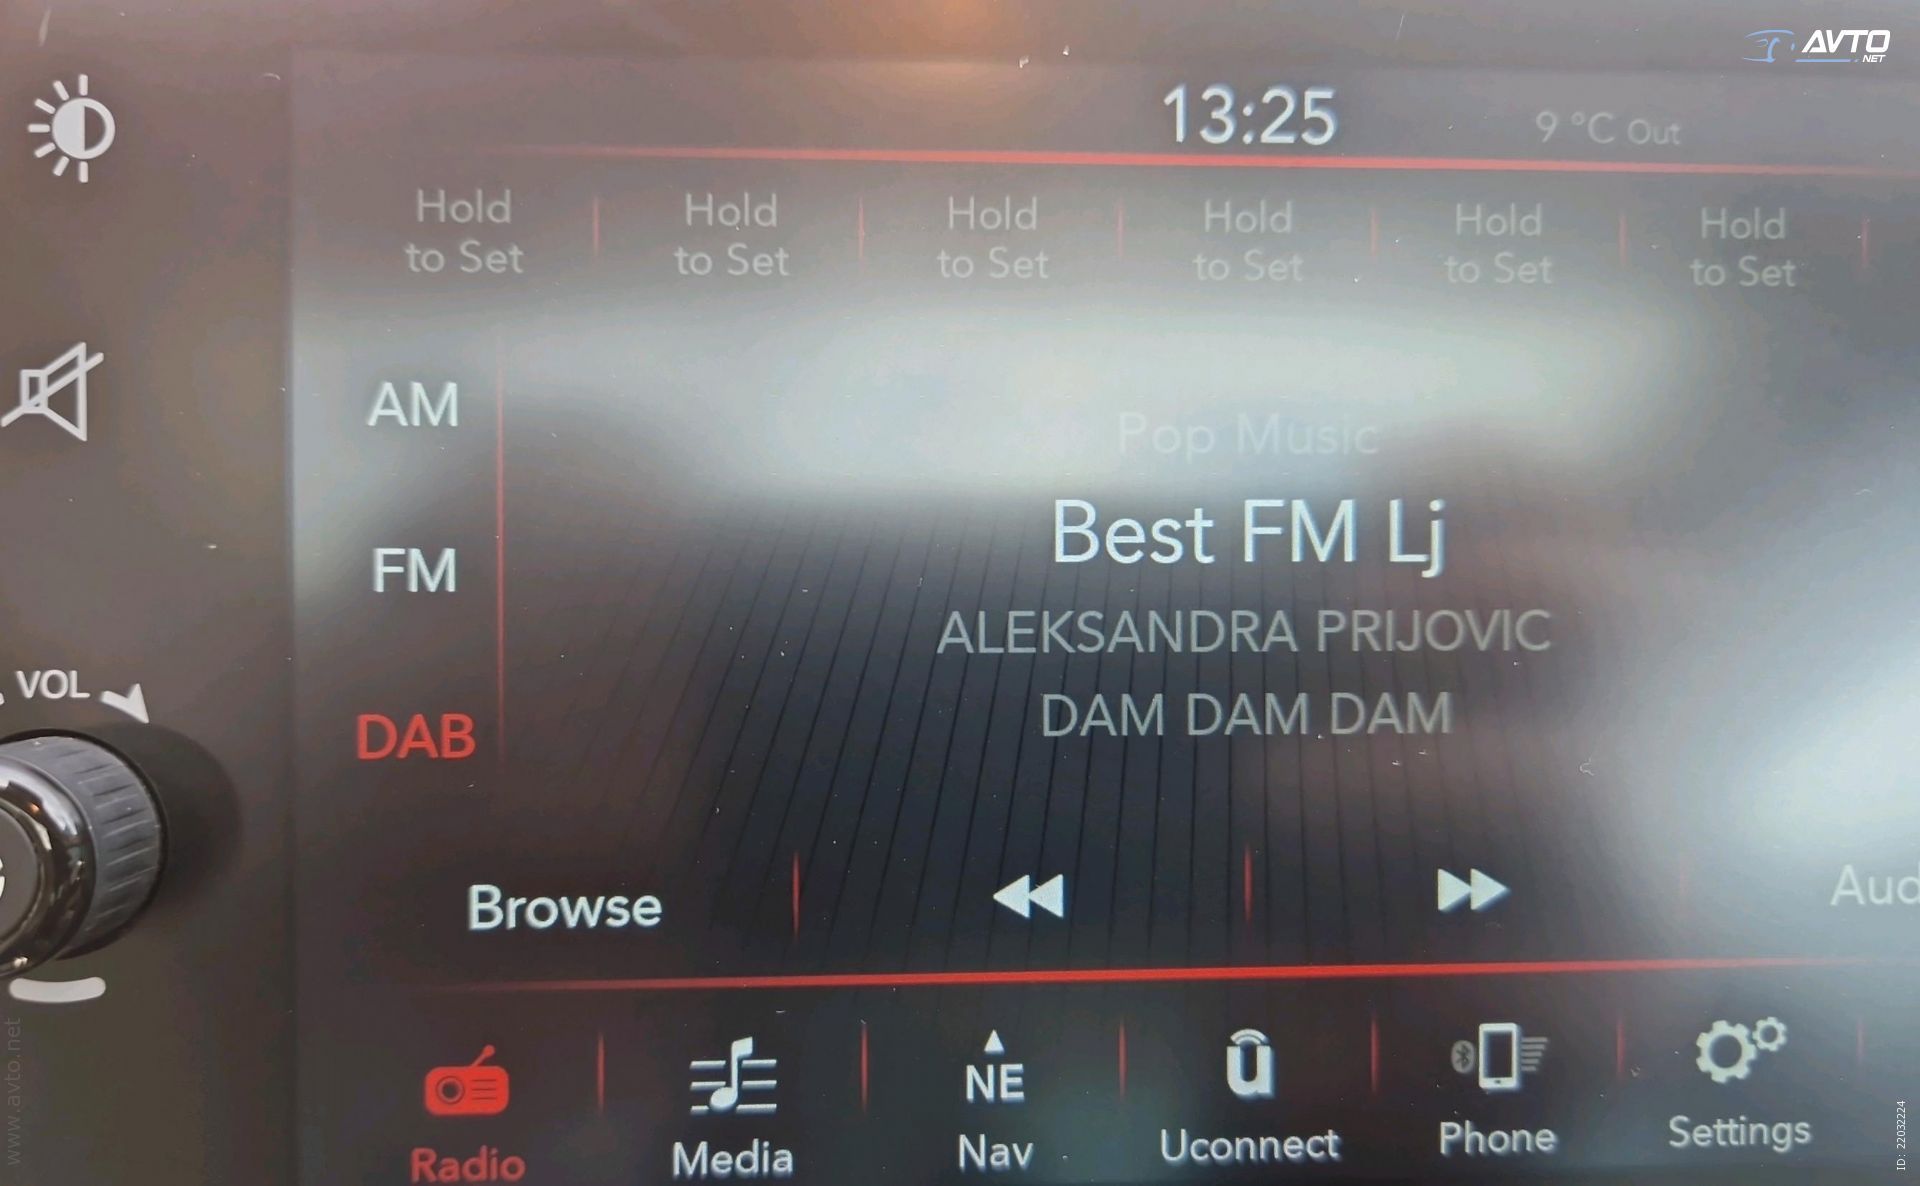 AVTO
.NET
13:25
9 °C Out
Hold
to Set
Hold
to Set
Hold
to Set
Hold
to Set
Hold
to Set
Hold
to Set
AM
FM
DAB
Pop Music
Best FM Lj
ALEKSANDRA PRIJOVIC
DAM DAM DAM
VOL
Browse
Aud
NE
Radio
Media
Nav
Uconnect
Phone
Settings
www.avto.net
ID: 22032224